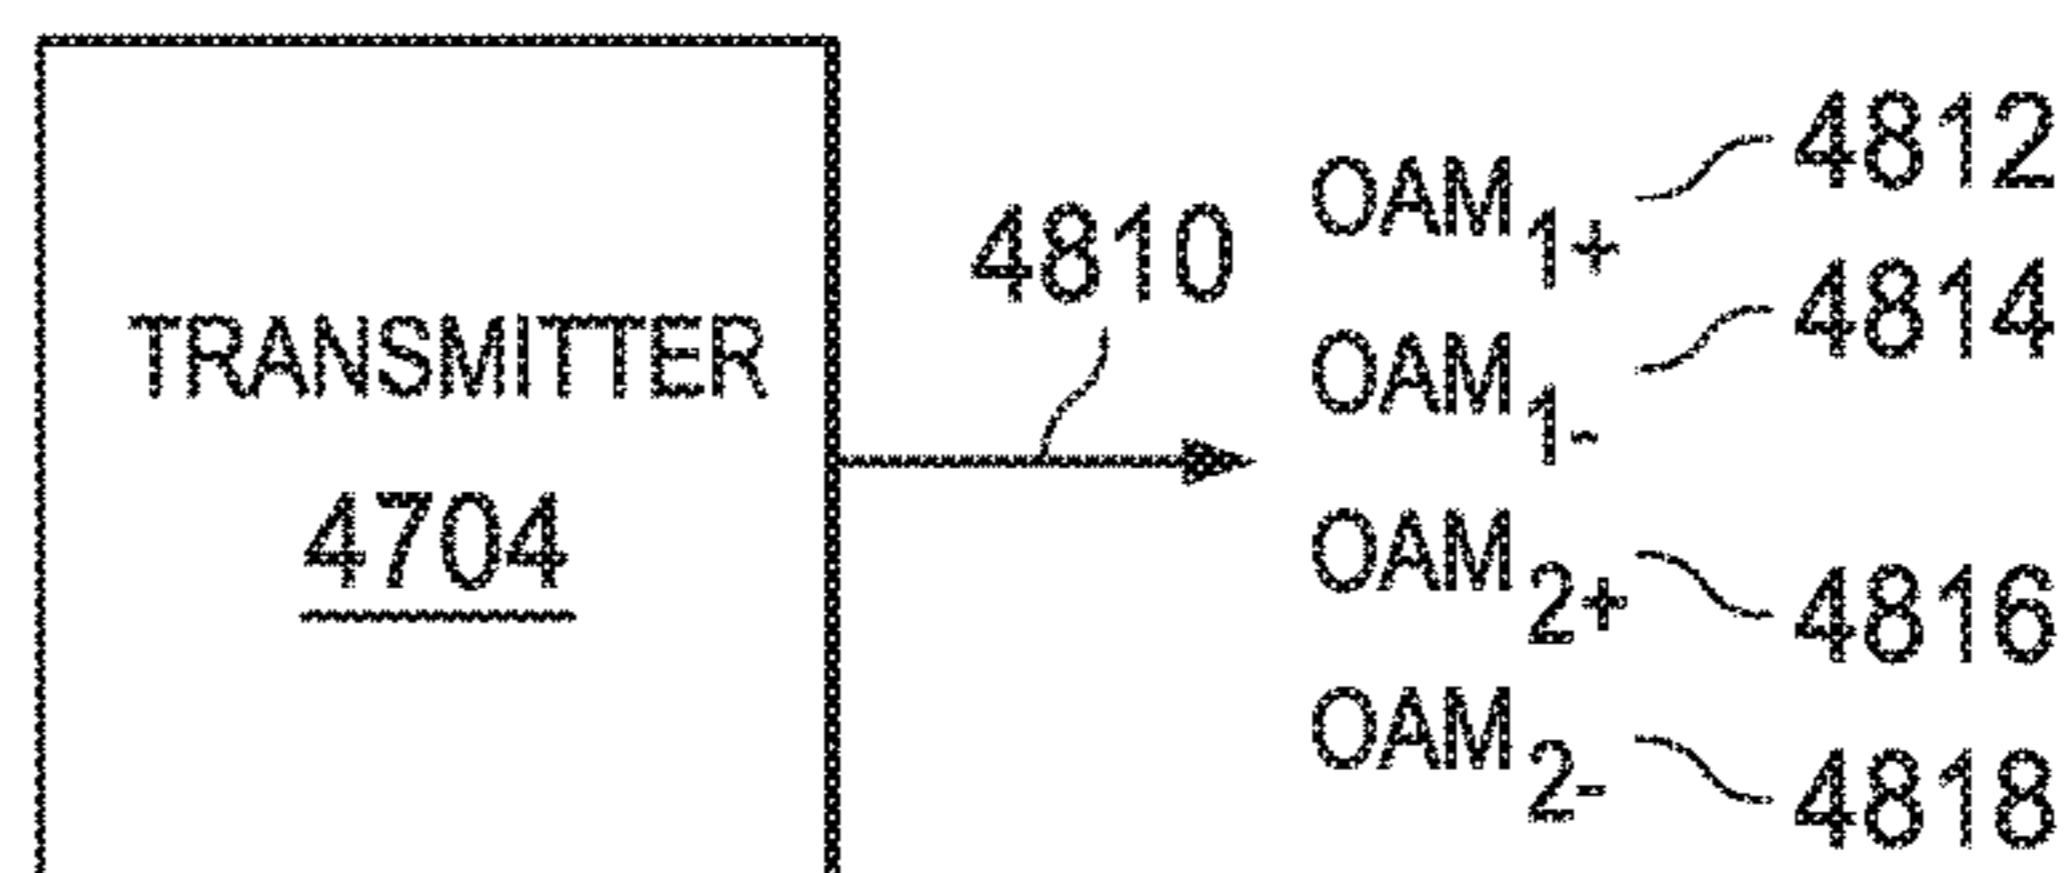 TRANSMITTER
4704
4810
OAM1+ 4812
OAM1- 4814
OAM2+ 4816
OAM2- 4818